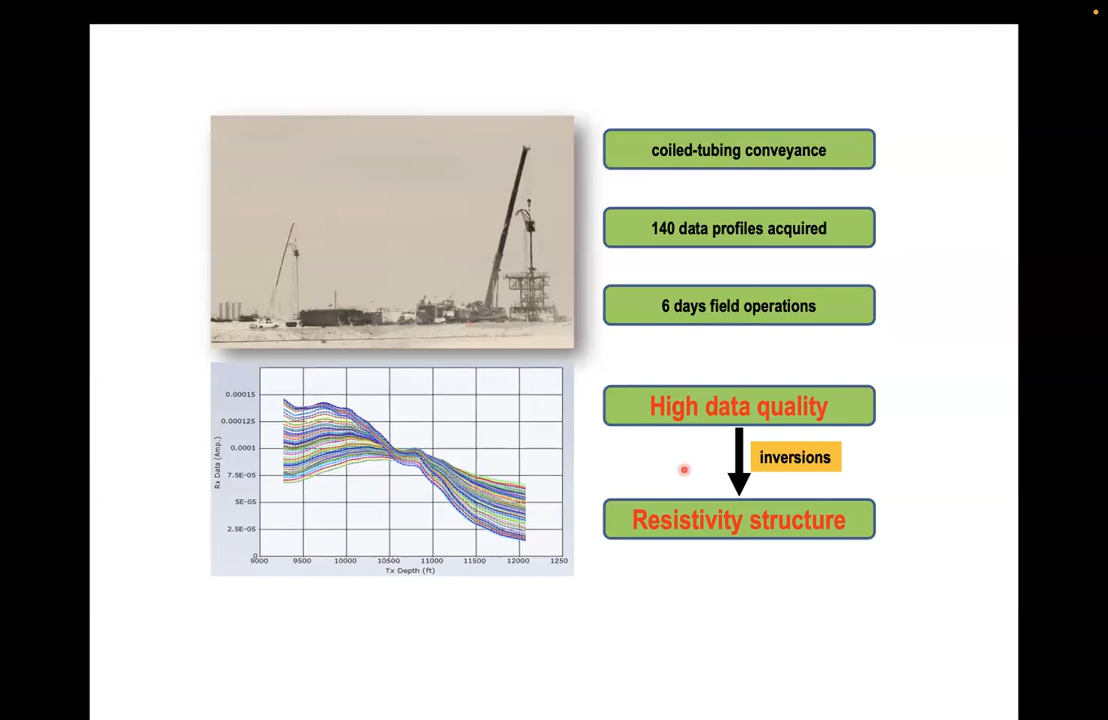 coiled-tubing conveyance
140 data profiles acquired
6 days field operations
High data quality
inversions
Resistivity structure
Rx Data (Amp.)
0.00015
0.000125
0.0001
7.5E-05
5E-05
2.5E-05
0
9000 9500 10000 10500 11000 11500 12000 1250
Tx Depth (ft)